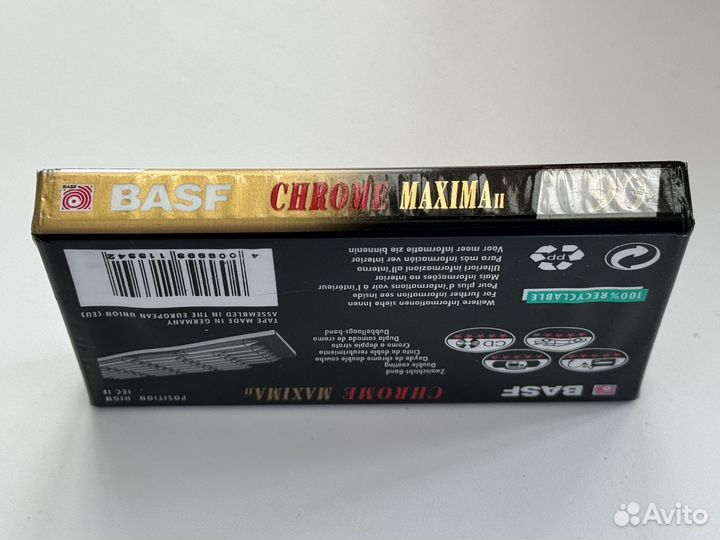 BASF
BASF CHROME MAXIMA II 90
BASF
CHROME MAXIMA II
POSITION HIGH
IEC II
Zweischicht-Band
Double coating
Oxyde de chrome double couche
Cinta de doble recubrimiento
Cromo a doppio strato
Dupla camada de cromo
Dubbellaags-band
CD
TAPE MADE IN GERMANY
ASSEMBLED IN THE EUROPEAN UNION (EU)
100% RECYCLABLE
Weitere Informationen siehe Innen
For further information see inside
Pour plus d'informations voir à l'intérieur
Mais informações no interior
Ulteriori informazioni all'interno
Para más información ver interior
Voor meer informatie zie binnenin
PP
Avito